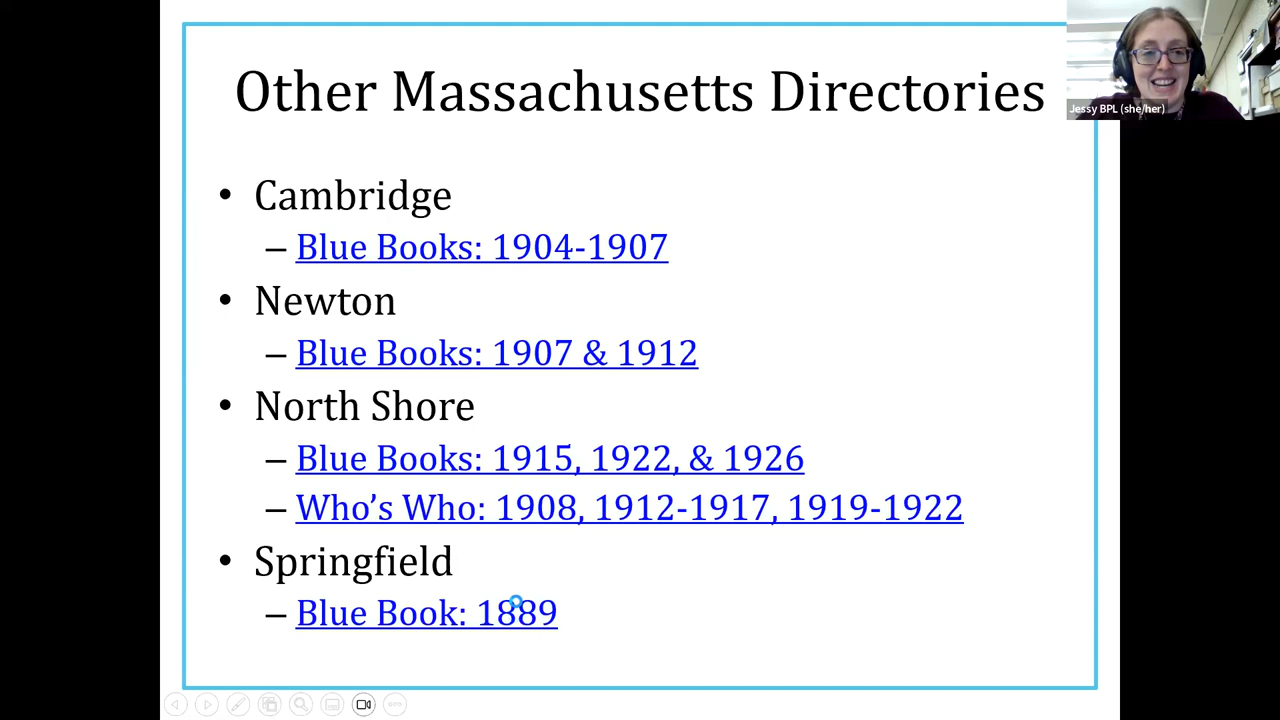 Other Massachusetts Directories
Jessy BPL (she/her)
• Cambridge
– Blue Books: 1904-1907
• Newton
– Blue Books: 1907 & 1912
• North Shore
– Blue Books: 1915, 1922, & 1926
– Who’s Who: 1908, 1912-1917, 1919-1922
• Springfield
– Blue Book: 1889